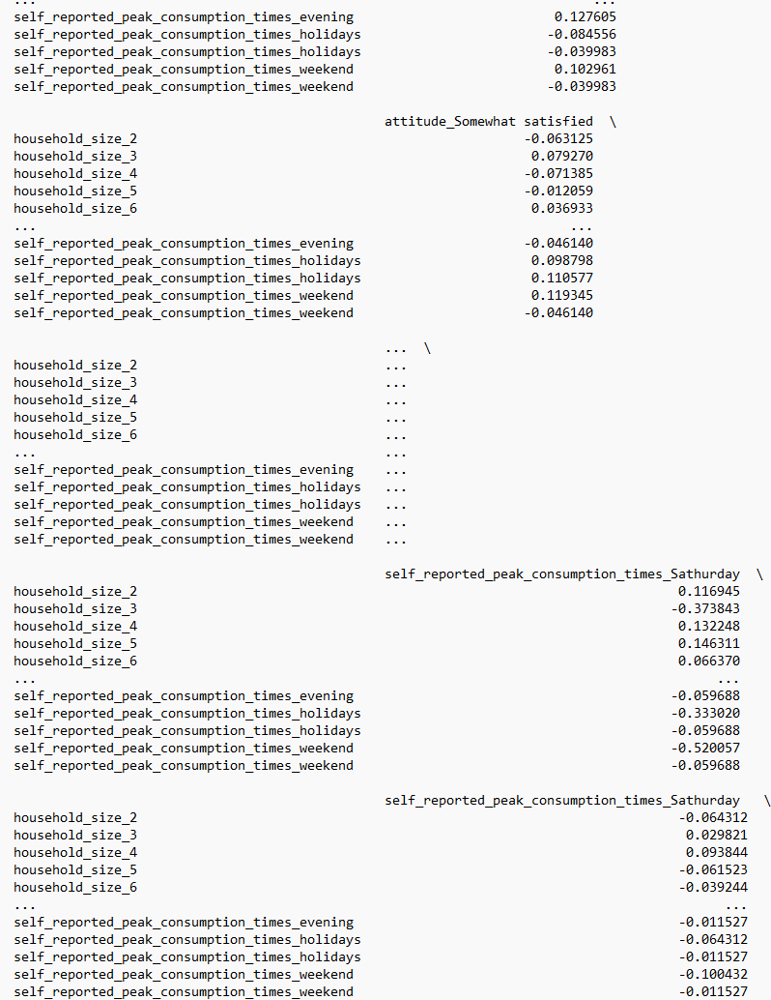 ... ...
self_reported_peak_consumption_times_evening 0.127605
self_reported_peak_consumption_times_holidays -0.084556
self_reported_peak_consumption_times_holidays -0.039983
self_reported_peak_consumption_times_weekend 0.102961
self_reported_peak_consumption_times_weekend -0.039983
attitude_Somewhat satisfied \
household_size_2 -0.063125
household_size_3 0.079270
household_size_4 -0.071385
household_size_5 -0.012059
household_size_6 0.036933
... ...
self_reported_peak_consumption_times_evening -0.046140
self_reported_peak_consumption_times_holidays 0.098798
self_reported_peak_consumption_times_holidays 0.110577
self_reported_peak_consumption_times_weekend 0.119345
self_reported_peak_consumption_times_weekend -0.046140
... \
household_size_2 ...
household_size_3 ...
household_size_4 ...
household_size_5 ...
household_size_6 ...
... ...
self_reported_peak_consumption_times_evening ...
self_reported_peak_consumption_times_holidays ...
self_reported_peak_consumption_times_holidays ...
self_reported_peak_consumption_times_weekend ...
self_reported_peak_consumption_times_weekend ...
self_reported_peak_consumption_times_Sathurday \
household_size_2 0.116945
household_size_3 -0.373843
household_size_4 0.132248
household_size_5 0.146311
household_size_6 0.066370
... ...
self_reported_peak_consumption_times_evening -0.059688
self_reported_peak_consumption_times_holidays -0.333020
self_reported_peak_consumption_times_holidays -0.059688
self_reported_peak_consumption_times_weekend -0.520057
self_reported_peak_consumption_times_weekend -0.059688
self_reported_peak_consumption_times_Sathurday \
household_size_2 -0.064312
household_size_3 0.029821
household_size_4 0.093844
household_size_5 -0.061523
household_size_6 -0.039244
... ...
self_reported_peak_consumption_times_evening -0.011527
self_reported_peak_consumption_times_holidays -0.064312
self_reported_peak_consumption_times_holidays -0.011527
self_reported_peak_consumption_times_weekend -0.100432
self_reported_peak_consumption_times_weekend -0.011527